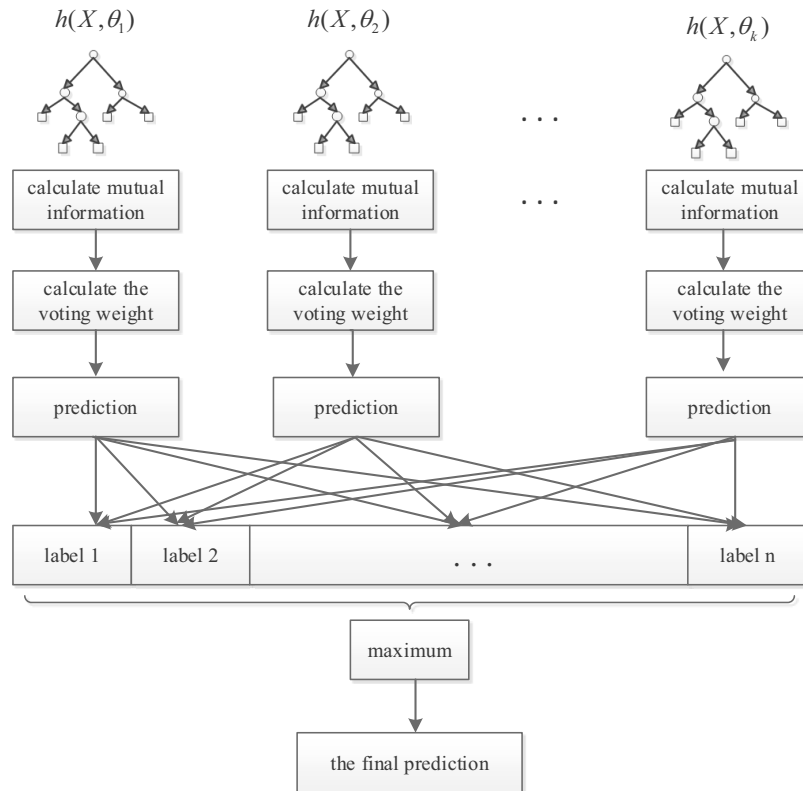 h(X,θ₁) h(X,θ₂) h(X,θₖ)
...
calculate mutual information
calculate mutual information
...
calculate mutual information
calculate the voting weight
calculate the voting weight
calculate the voting weight
prediction prediction prediction
label 1 label 2 ... label n
maximum
the final prediction